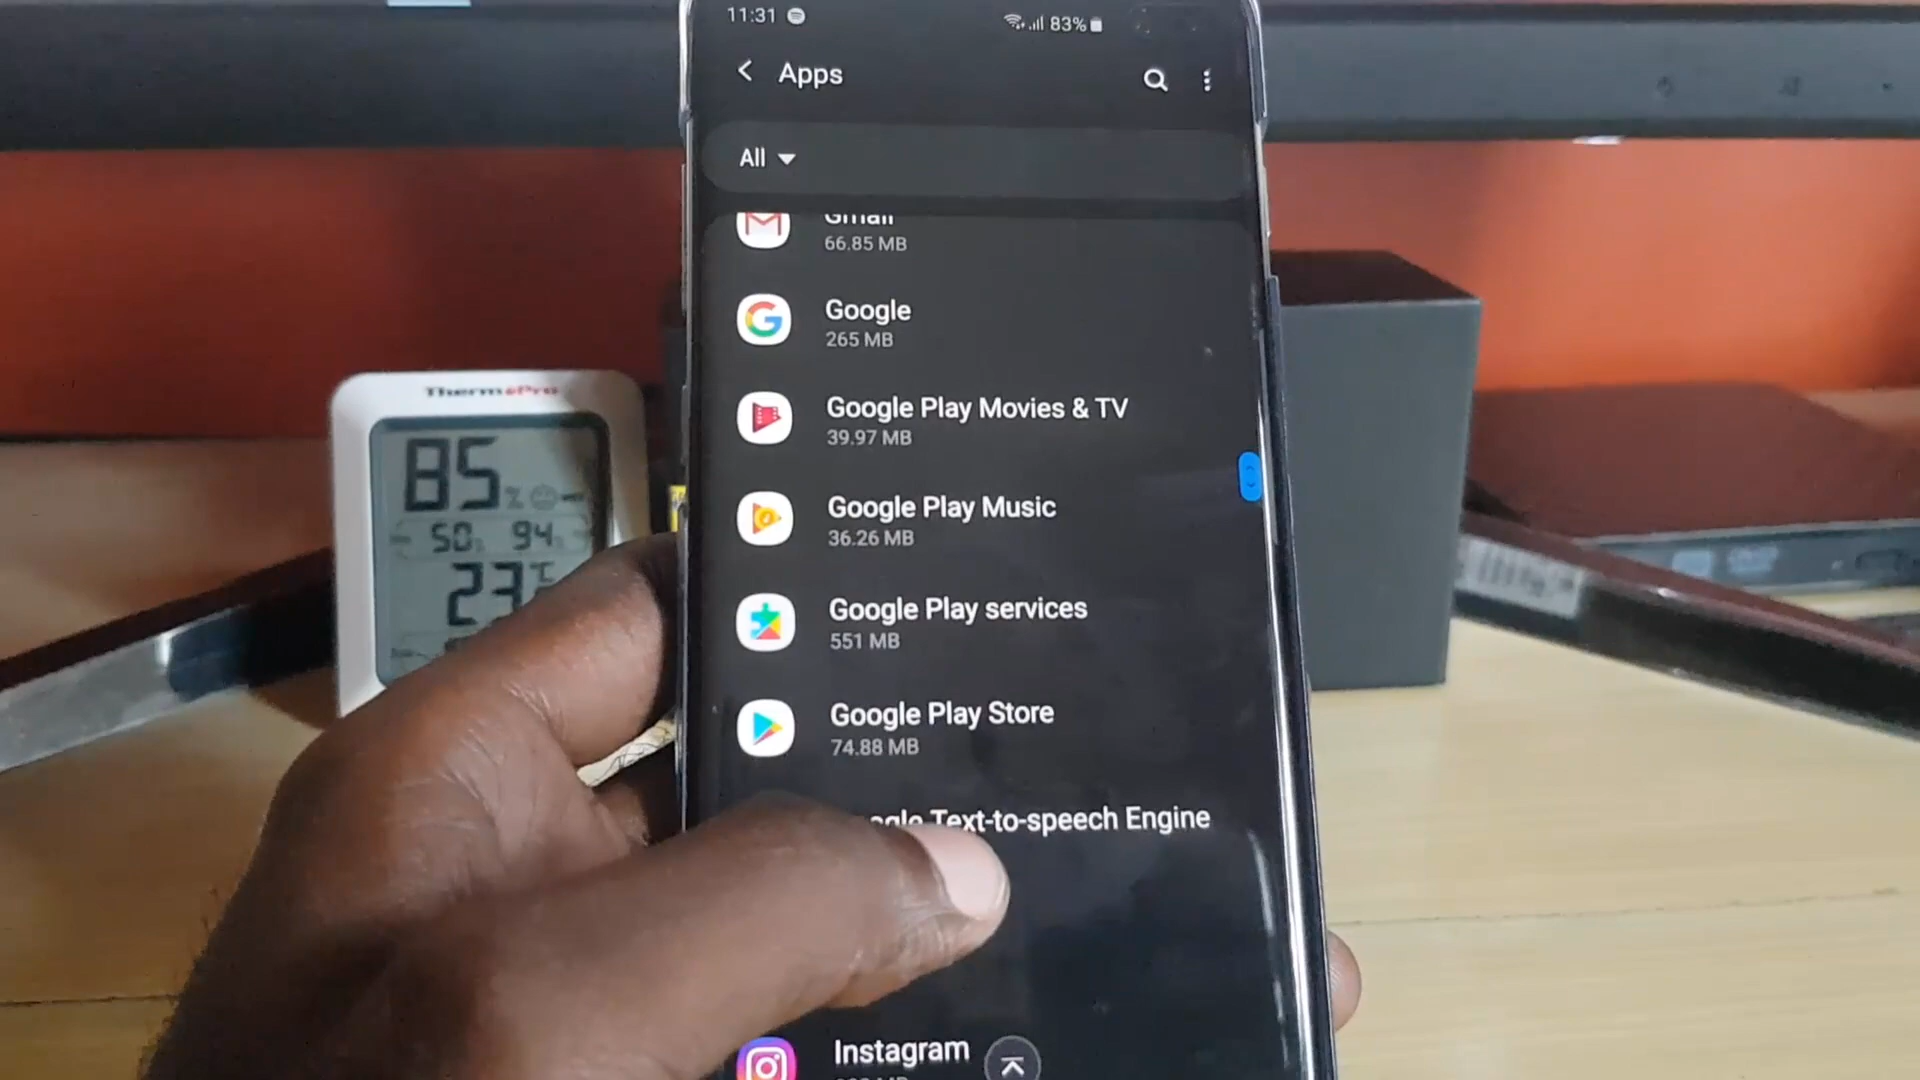 11:31
83%
Apps
All
Gmail
66.85 MB
Google
265 MB
Google Play Movies & TV
39.97 MB
Google Play Music
36.26 MB
Google Play services
551 MB
Google Play Store
74.88 MB
Text-to-speech Engine
Instagram
ThermoPro
85 %
50 % 94 %
23 °C